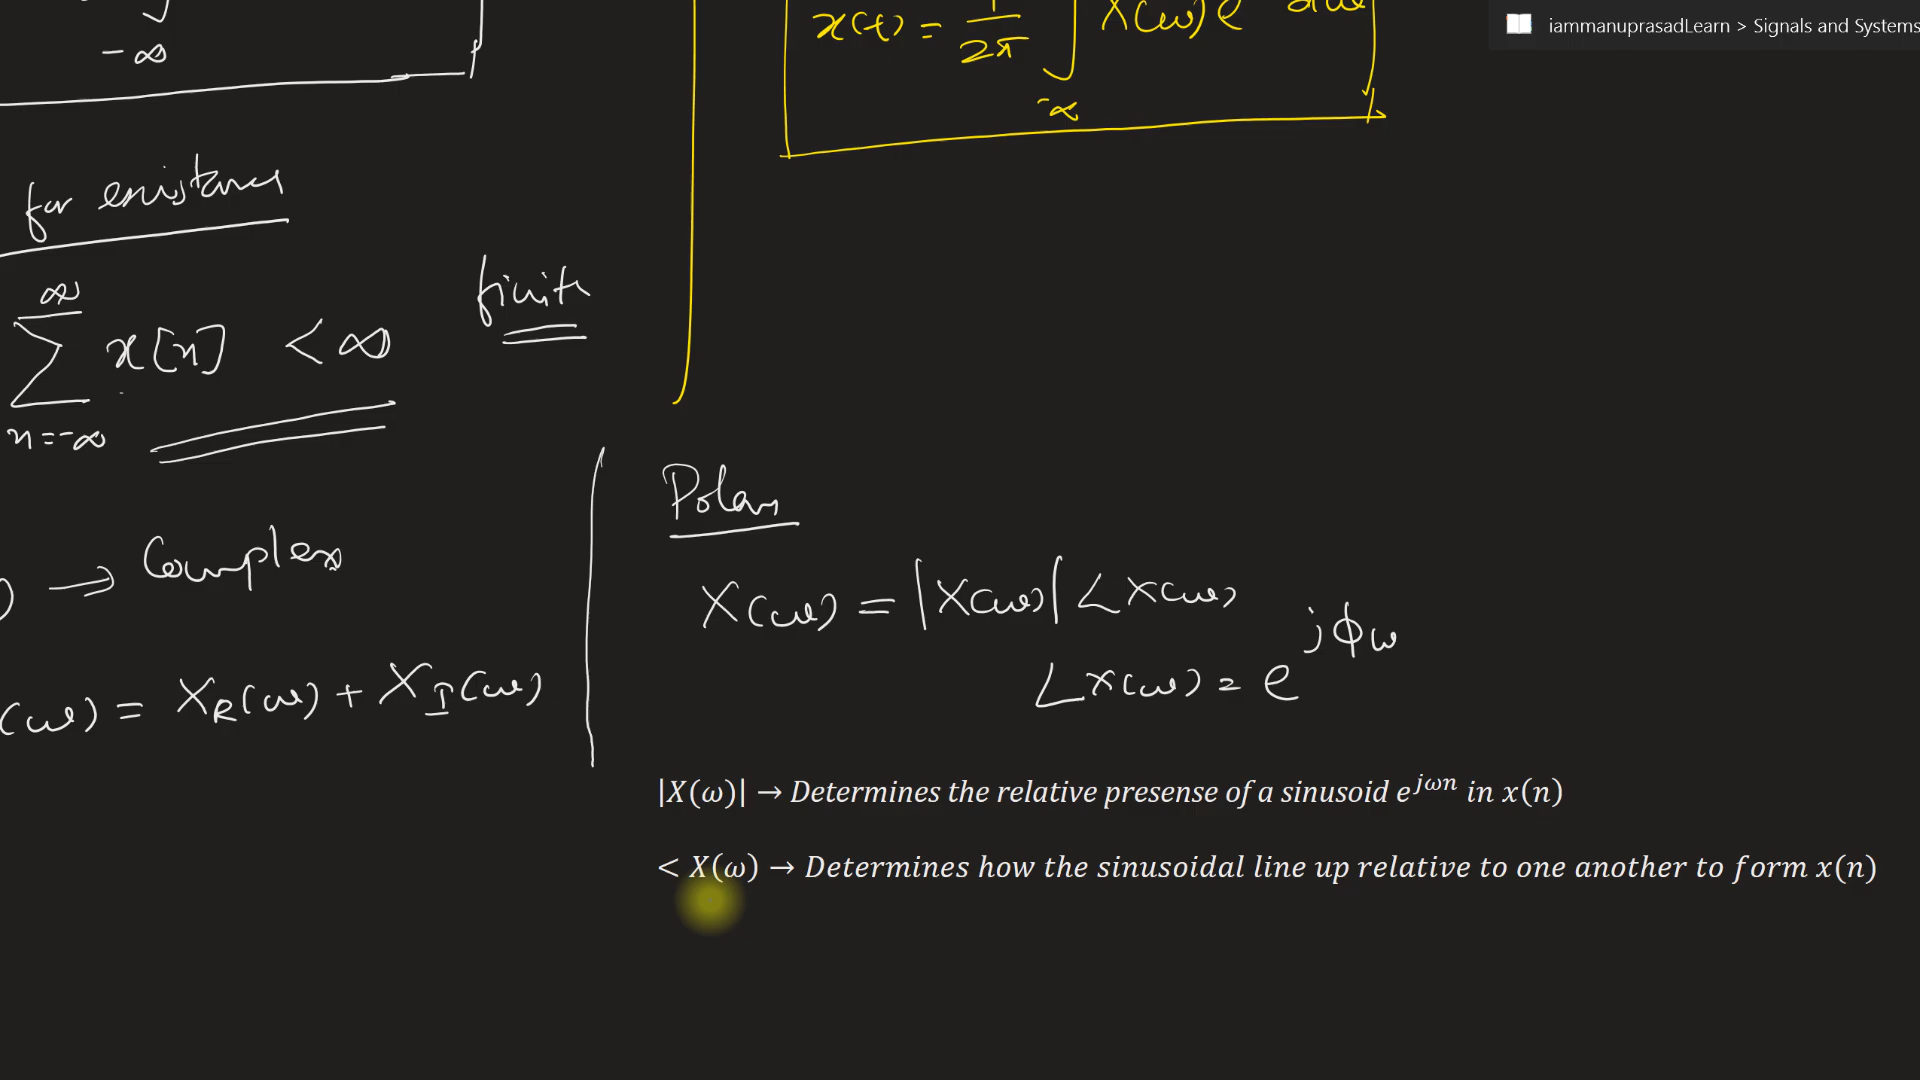 iammanuprasadLearn > Signals and Systems
-∞
x(t) = 1/2π ∫ X(ω) e
-∞
for existance
∞
∑ x[n] < ∞ finite
n=-∞
) → Complex
(ω) = X_R(ω) + X_I(ω)
Polar
X(ω) = |X(ω)| ∠X(ω)
∠X(ω) = e^{jϕω}
|X(ω)| → Determines the relative presense of a sinusoid e^{jωn} in x(n)
< X(ω) → Determines how the sinusoidal line up relative to one another to form x(n)